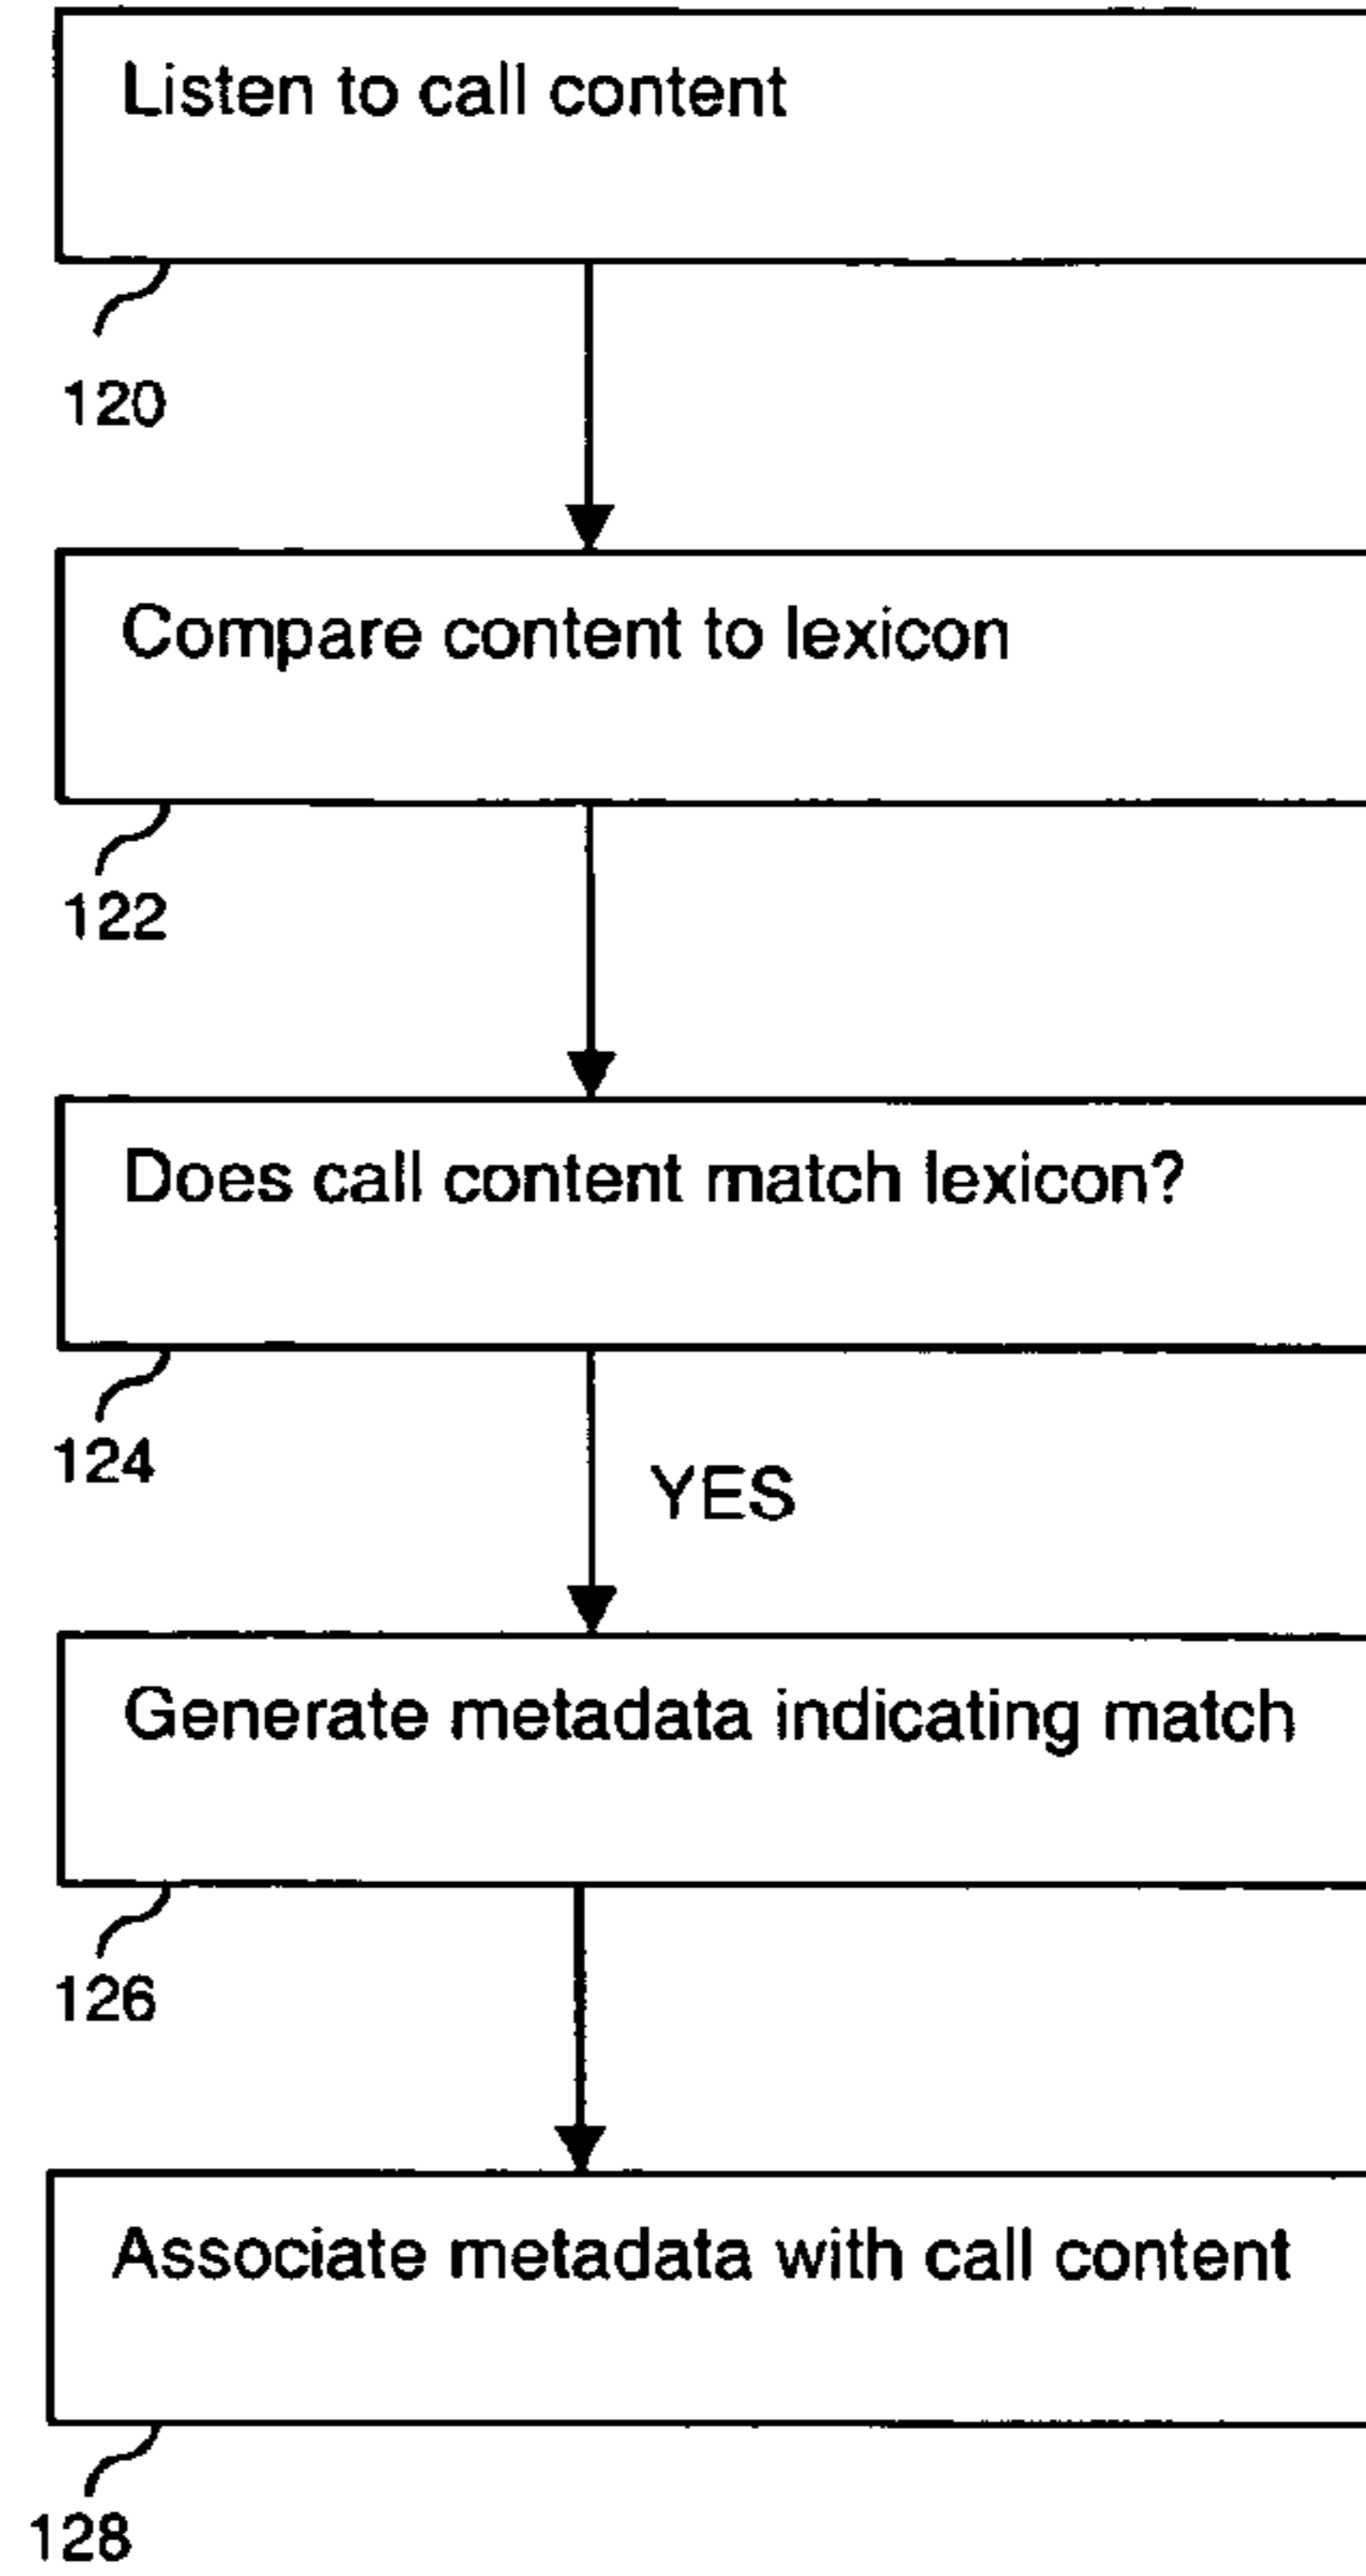 Listen to call content
120
Compare content to lexicon
122
Does call content match lexicon?
124
YES
Generate metadata indicating match
126
Associate metadata with call content
128